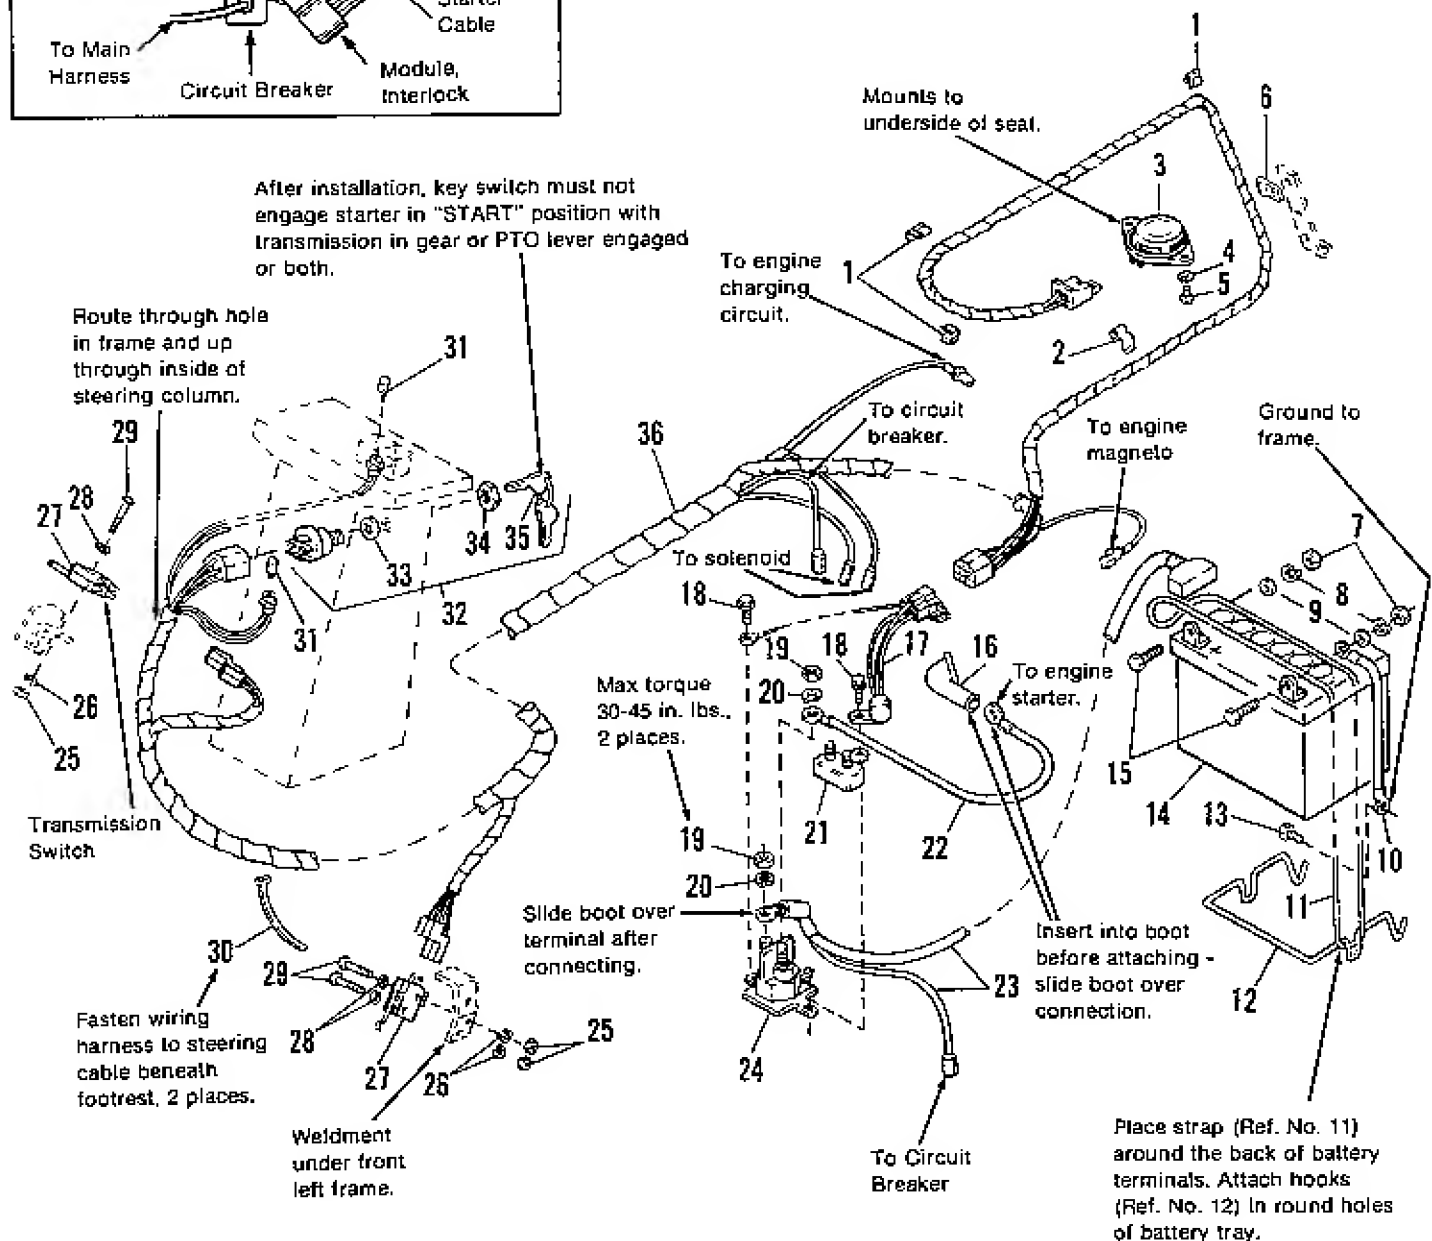 Starter
Cable
To Main
Harness
Circuit Breaker
Module,
Interlock
1
Mounts to
underside of seat.
6
3
After installation, key switch must not
engage starter in "START" position with
transmission in gear or PTO lever engaged
or both.
To engine
charging
circuit.
1
4
5
2
Route through hole
in frame and up
through inside of
steering column.
31
29
28
27
36
To circuit
breaker.
To engine
magneto
Ground to
frame.
34
35
33
32
31
To solenoid
18
7
8
9
17
16
19
18
20
To engine
starter.
Max torque
30-45 in. lbs.,
2 places.
26
25
15
14
13
10
21
22
Transmission
Switch
19
20
11
12
Slide boot over
terminal after
connecting.
Insert into boot
before attaching -
slide boot over
connection.
30
29
28
27
26
25
23
24
Fasten wiring
harness to steering
cable beneath
footrest, 2 places.
Weldment
under front
left frame.
To Circuit
Breaker
Place strap (Ref. No. 11)
around the back of battery
terminals. Attach hooks
(Ref. No. 12) in round holes
of battery tray.